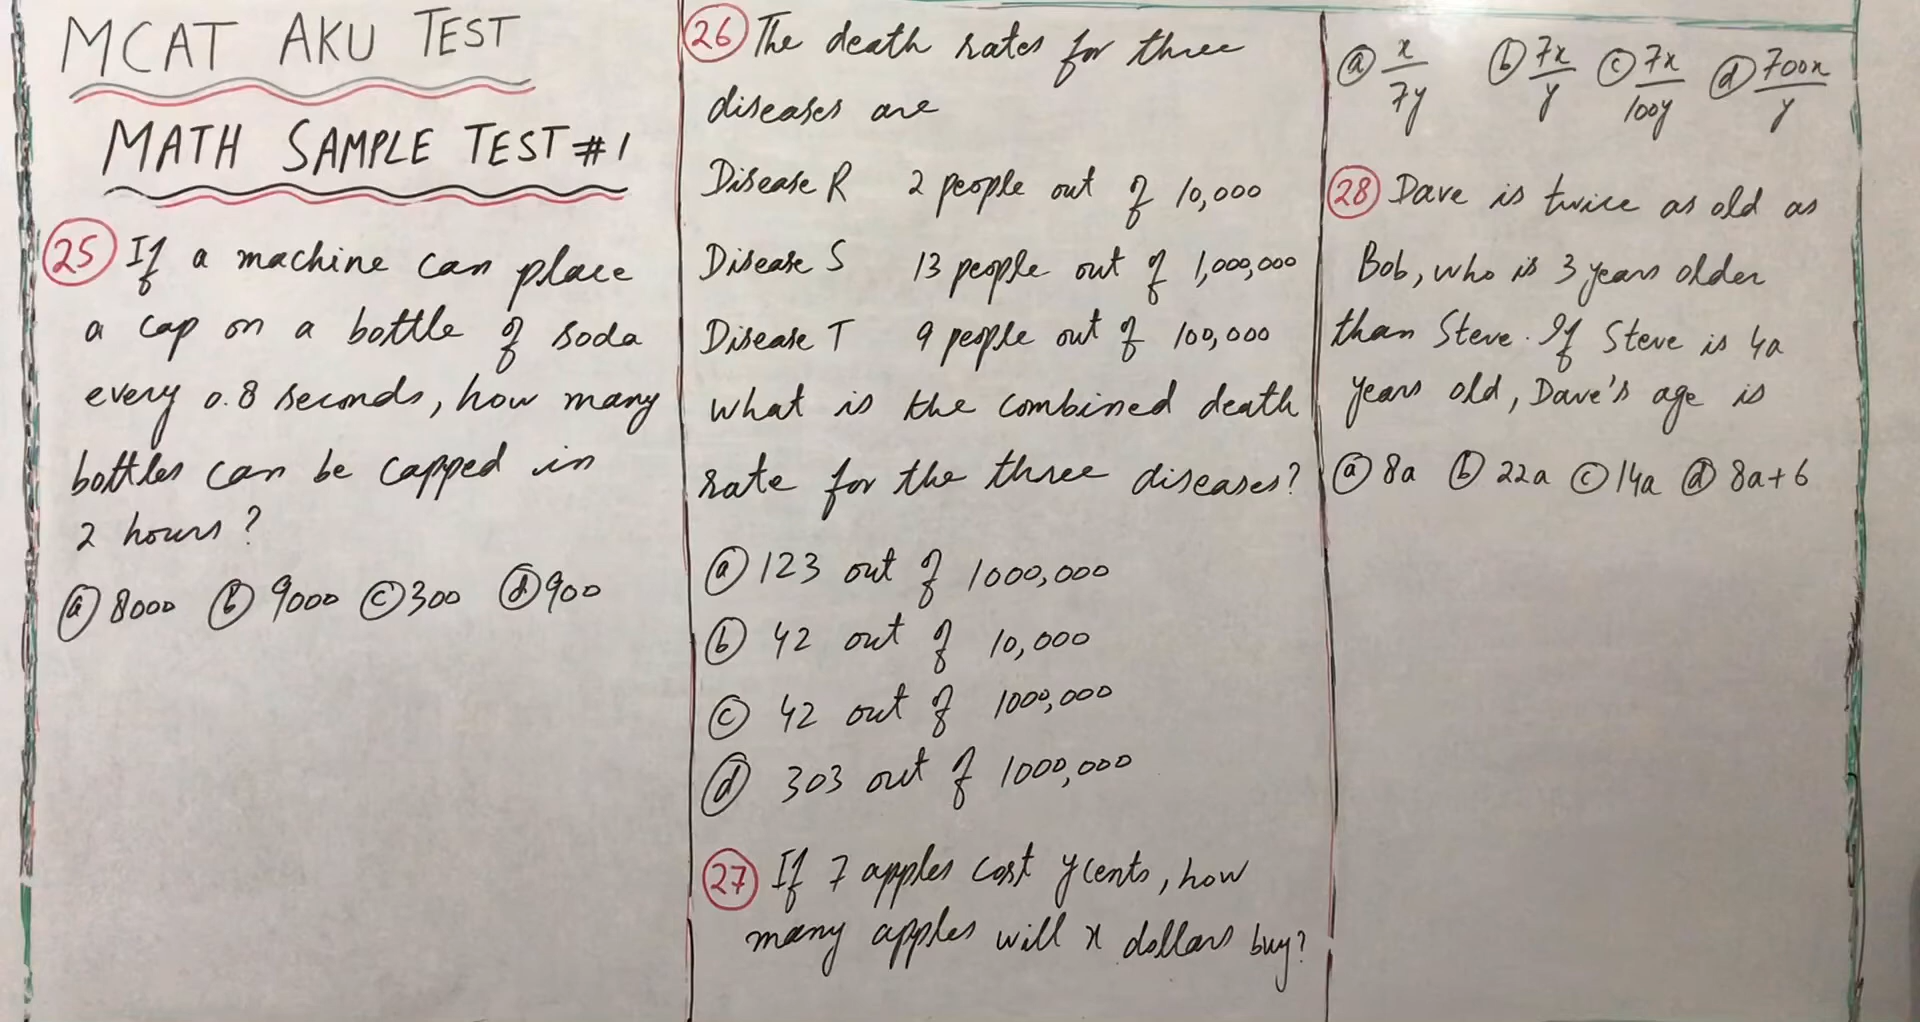 MCAT AKU TEST
MATH SAMPLE TEST #1
25 If a machine can place
a cap on a bottle of soda
every 0.8 seconds, how many
bottles can be capped in
2 hours?
a 8000 b 9000 c 300 d 900
26 The death rates for three
diseases are
Disease R 2 people out of 10,000
Disease S 13 people out of 1,000,000
Disease T 9 people out of 100,000
what is the combined death
rate for the three diseases?
a 123 out of 1000,000
b 42 out of 10,000
c 42 out of 1000,000
d 303 out of 1000,000
27 If 7 apples cost y cents, how
many apples will x dollars buy?
a x/7y b 7x/y c 7x/100y d 700x/y
28 Dave is twice as old as
Bob, who is 3 years older
than Steve. If Steve is 4a
years old, Dave's age is
a 8a b 22a c 14a d 8a+6